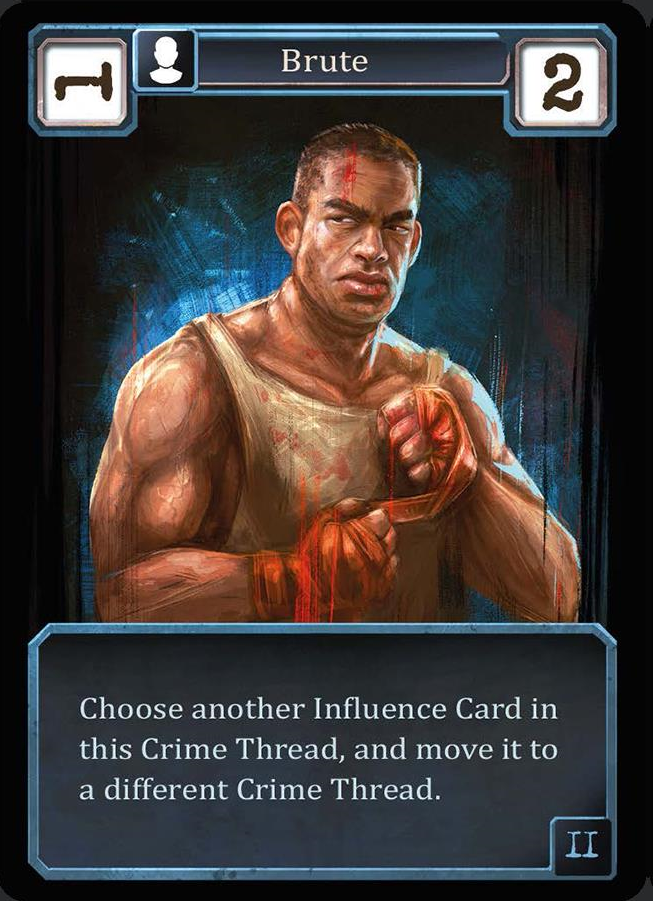 1
Brute
2
Choose another Influence Card in
this Crime Thread, and move it to
a different Crime Thread.
II